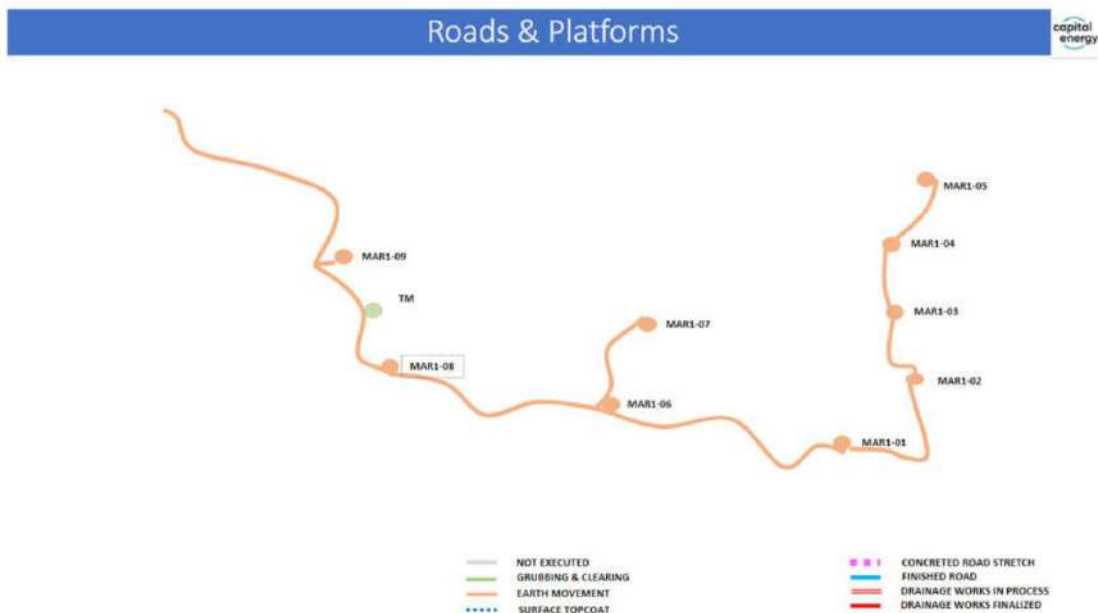 Roads & Platforms
capital
energy
MAR1-05
MAR1-04
MAR1-09
TM
MAR1-03
MAR1-07
MAR1-08
MAR1-02
MAR1-06
MAR1-01
NOT EXECUTED
GRUBBING & CLEARING
EARTH MOVEMENT
SURFACE TOPCOAT
CONCRETED ROAD STRETCH
FINISHED ROAD
DRAINAGE WORKS IN PROCESS
DRAINAGE WORKS FINALIZED